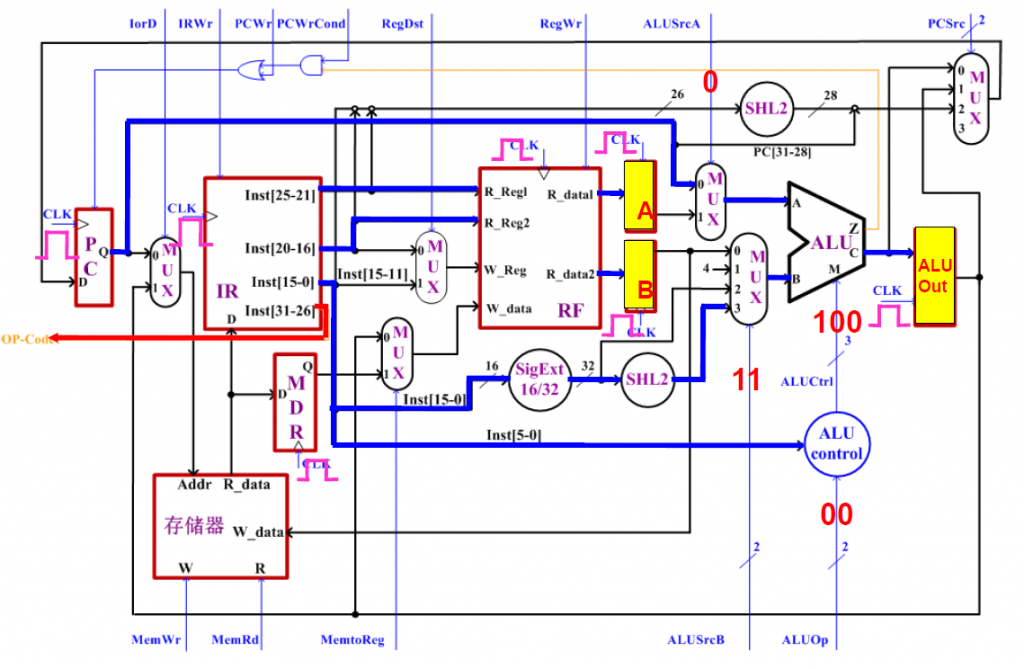 IorD IRWr PCWr PCWrCond RegDst RegWr ALUSrcA PCSrc 2
0
26 SHL2 28
0 1 2 3 MUX
PC[31-28]
CLK
CLK
CLK
CLK
PC
Q
D
0 1 MUX
IR
Inst[25-21]
Inst[20-16]
Inst[15-0]
Inst[31-26]
D
Inst[15-11]
0 1 MUX
R_Reg1
R_Reg2
W_Reg
W_data
R_data1
R_data2
RF
A
B
CLK
0 1 MUX
4
0 1 2 3 MUX
A
B
ALU
Z
C
M
ALU
Out
CLK
OP-Code
100
3
ALUCtrl
11
MDR
Q
D
CLK
0 1 MUX
16
SigExt
16/32
32
SHL2
Inst[15-0]
Inst[5-0]
ALU
control
00
Addr R_data
存储器
W_data
W R
2
2
MemWr MemRd MemtoReg ALUSrcB ALUOp